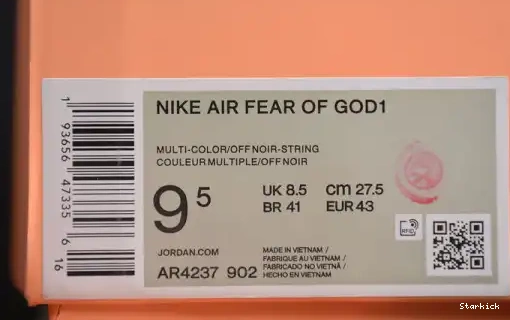 NIKE AIR FEAR OF GOD1
MULTI-COLOR/OFF NOIR-STRING
COULEUR MULTIPLE/OFF NOIR
9 5
UK 8.5 cm 27.5
BR 41 EUR 43
JORDAN.COM
AR4237 902
MADE IN VIETNAM /
FABRIQUE AU VIETNAM /
FABRICADO NO VIETNÃ /
HECHO EN VIETNAM
RFID
1 93656 47335 6 16
Starkick